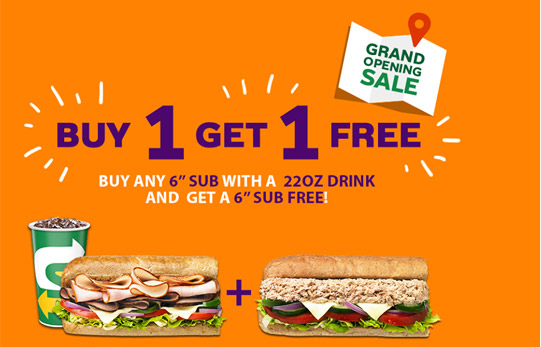 GRAND
OPENING
SALE
BUY 1 GET 1 FREE
BUY ANY 6” SUB WITH A 22OZ DRINK
AND GET A 6” SUB FREE!
+